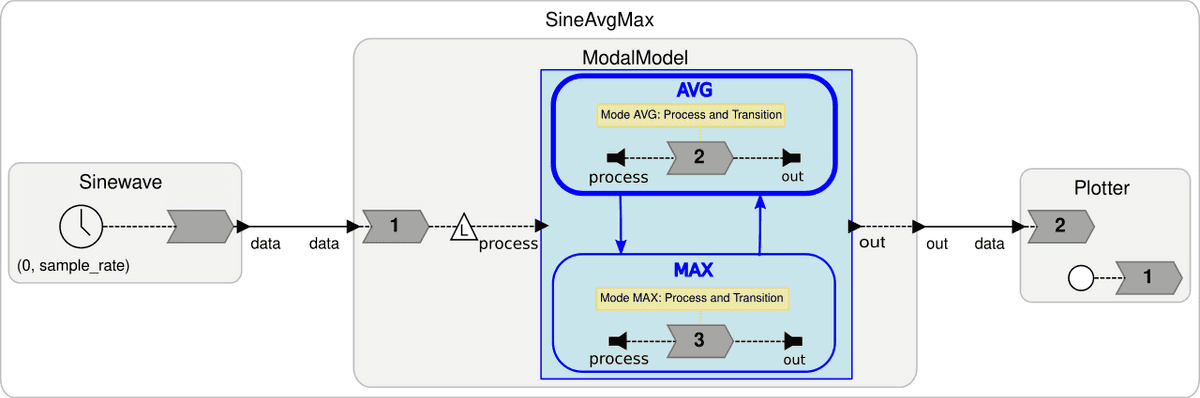 SineAvgMax
ModalModel
AVG
Mode AVG: Process and Transition
2
process
out
Sinewave
(0, sample_rate)
data
data
1
L
process
MAX
Mode MAX: Process and Transition
3
process
out
out
out
data
Plotter
2
1